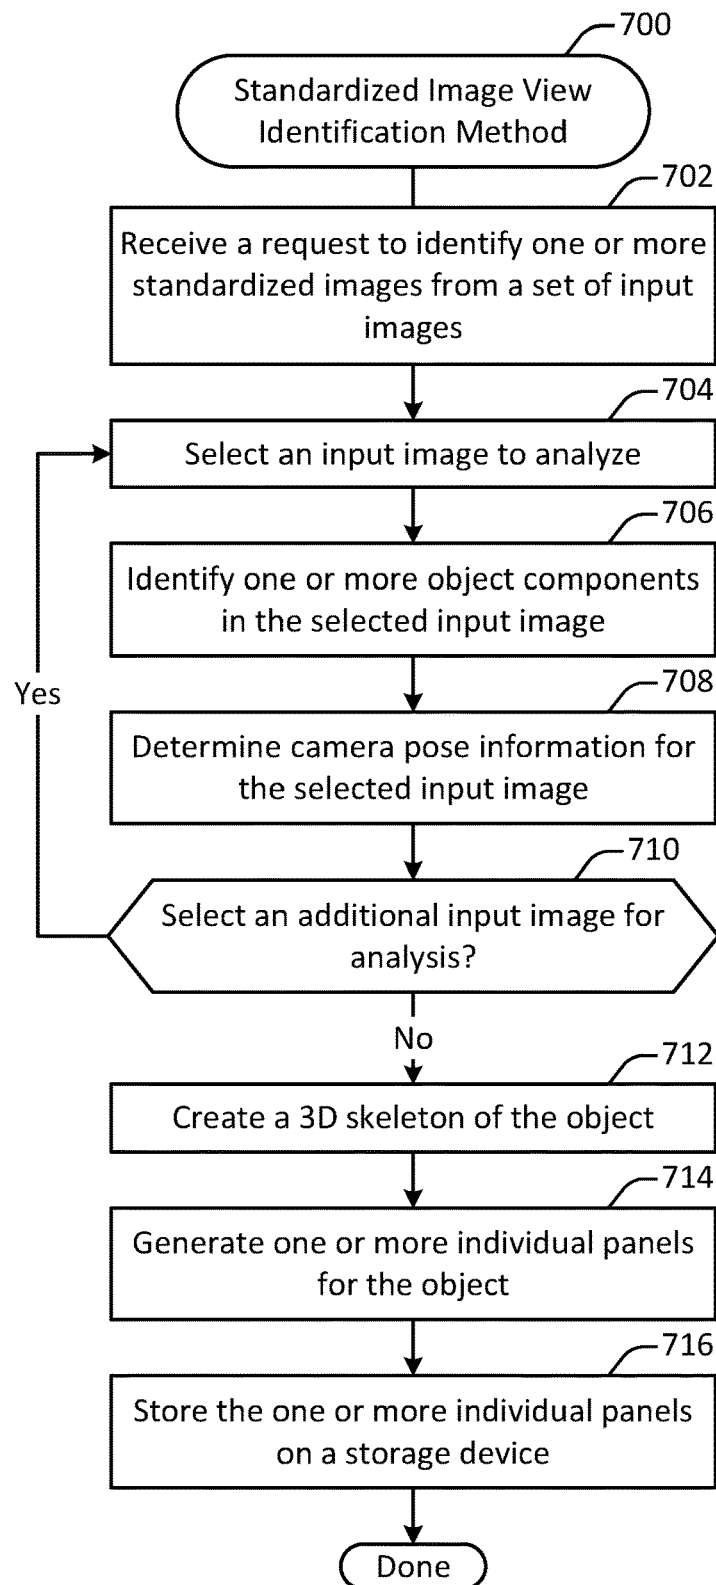 700
Standardized Image View
Identification Method
702
Receive a request to identify one or more
standardized images from a set of input
images
704
Select an input image to analyze
706
Identify one or more object components
in the selected input image
Yes
708
Determine camera pose information for
the selected input image
710
Select an additional input image for
analysis?
No
712
Create a 3D skeleton of the object
714
Generate one or more individual panels
for the object
716
Store the one or more individual panels
on a storage device
Done